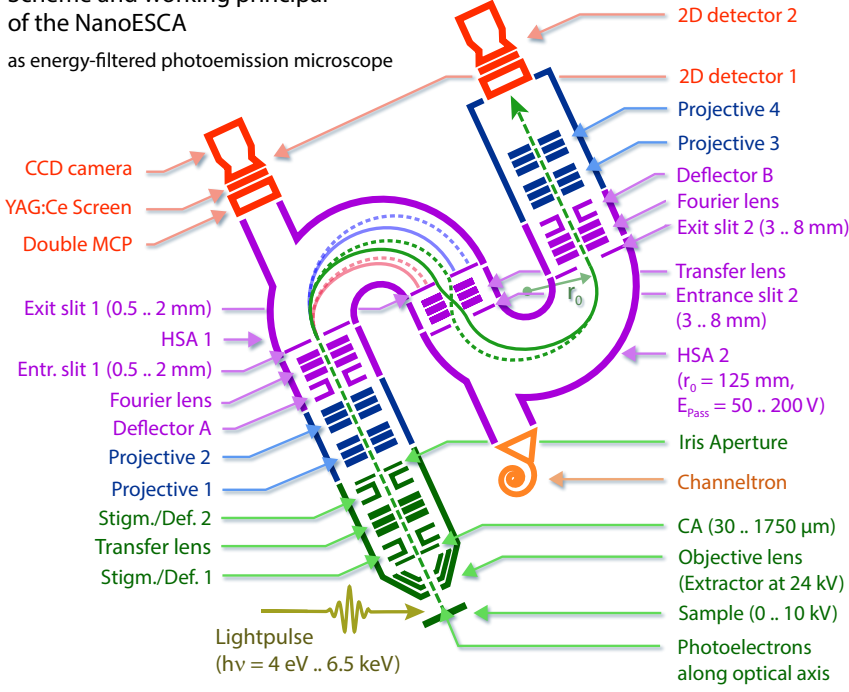 Scheme and working principal
of the NanoESCA
as energy-filtered photoemission microscope
2D detector 2
2D detector 1
Projective 4
Projective 3
Deflector B
Fourier lens
Exit slit 2 (3 .. 8 mm)
Transfer lens
Entrance slit 2
(3 .. 8 mm)
HSA 2
(r₀ = 125 mm,
E_Pass = 50 .. 200 V)
Iris Aperture
Channeltron
CA (30 .. 1750 µm)
Objective lens
(Extractor at 24 kV)
Sample (0 .. 10 kV)
Photoelectrons
along optical axis
CCD camera
YAG:Ce Screen
Double MCP
Exit slit 1 (0.5 .. 2 mm)
HSA 1
Entr. slit 1 (0.5 .. 2 mm)
Fourier lens
Deflector A
Projective 2
Projective 1
Stigm./Def. 2
Transfer lens
Stigm./Def. 1
Lightpulse
(hν = 4 eV .. 6.5 keV)
r₀